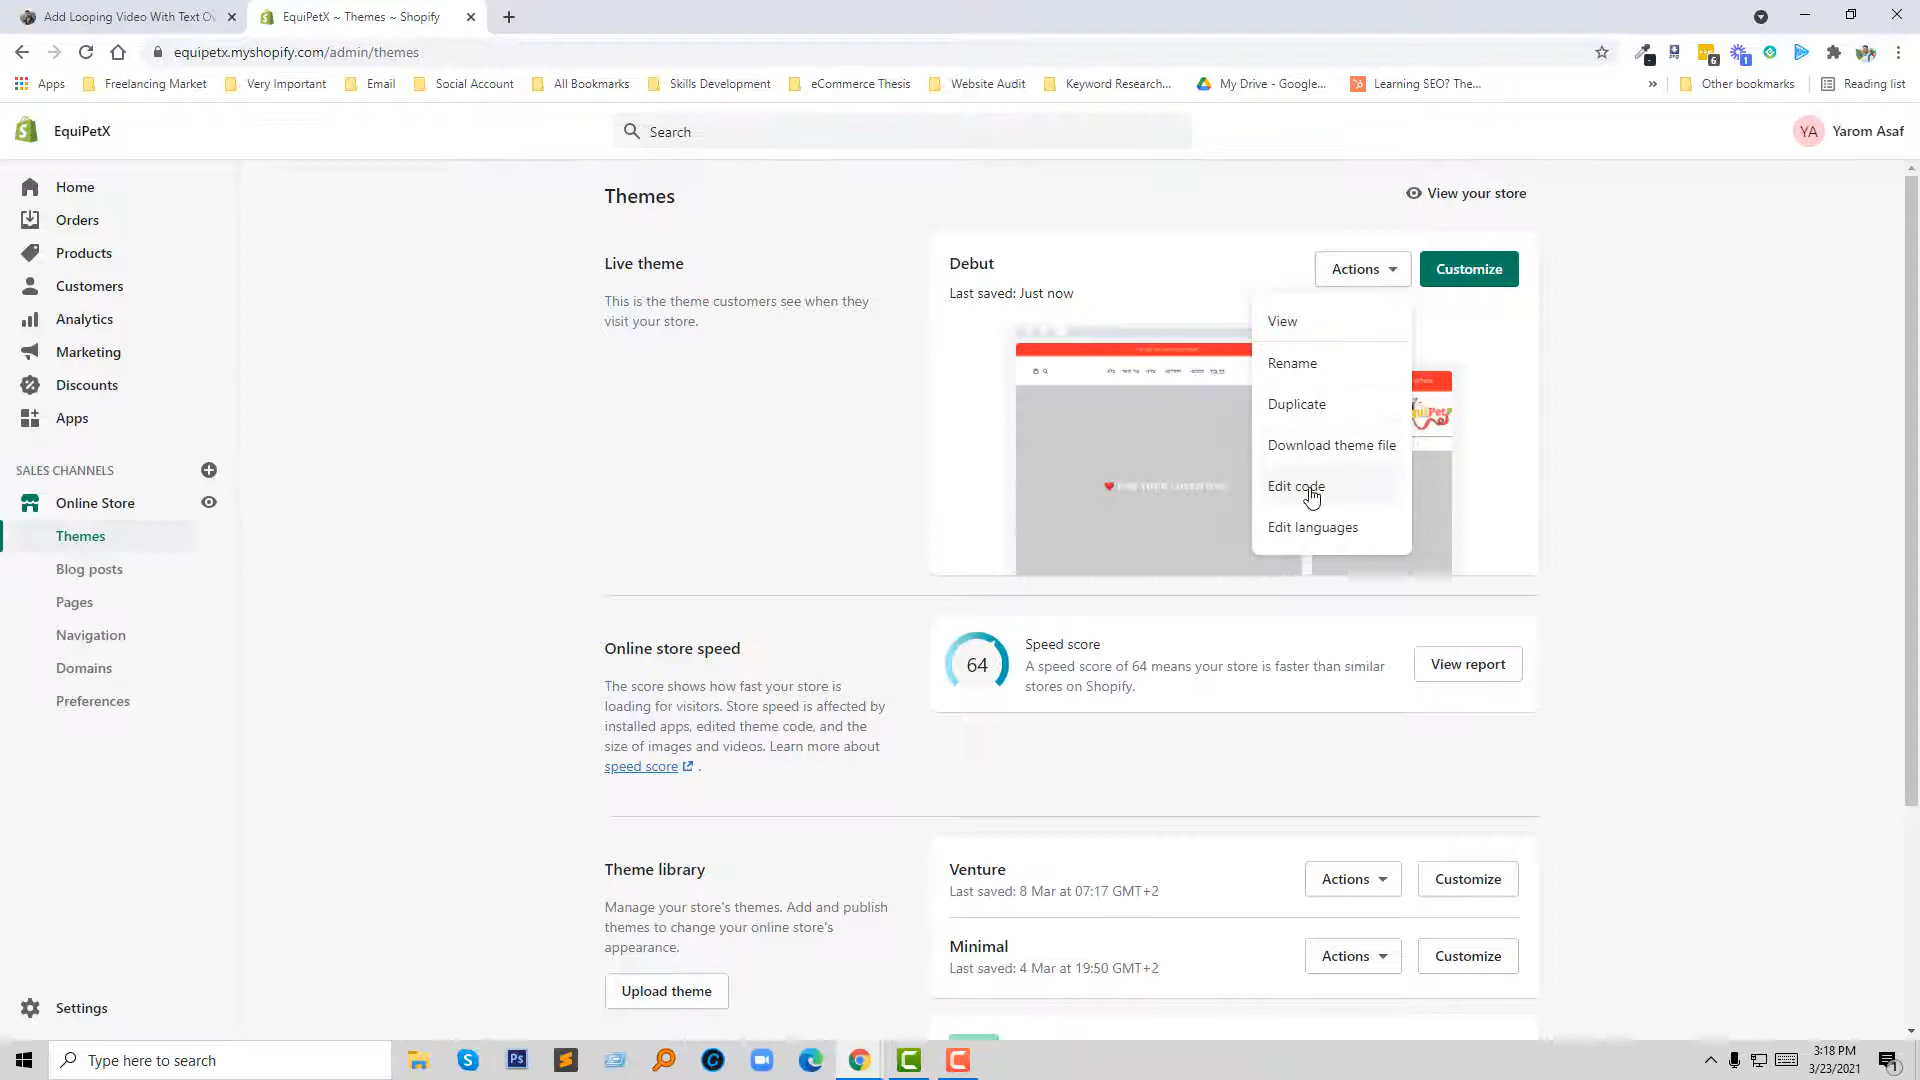 Add Looping Video With Text Ov
EquiPetX ~ Themes ~ Shopify
equipetx.myshopify.com/admin/themes
Apps
Freelancing Market
Very Important
Email
Social Account
All Bookmarks
Skills Development
eCommerce Thesis
Website Audit
Keyword Research...
My Drive - Google...
Learning SEO? The...
»
Other bookmarks
Reading list
EquiPetX
Search
YA
Yarom Asaf
Home
Orders
Products
Customers
Analytics
Marketing
Discounts
Apps
SALES CHANNELS
Online Store
Themes
Blog posts
Pages
Navigation
Domains
Preferences
Settings
Themes
View your store
Live theme
This is the theme customers see when they
visit your store.
Debut
Last saved: Just now
Actions
Customize
View
Rename
Duplicate
Download theme file
Edit code
Edit languages
Online store speed
The score shows how fast your store is
loading for visitors. Store speed is affected by
installed apps, edited theme code, and the
size of images and videos. Learn more about
speed score .
64
Speed score
A speed score of 64 means your store is faster than similar
stores on Shopify.
View report
Theme library
Manage your store's themes. Add and publish
themes to change your online store's
appearance.
Upload theme
Venture
Last saved: 8 Mar at 07:17 GMT+2
Actions
Customize
Minimal
Last saved: 4 Mar at 19:50 GMT+2
Actions
Customize
Type here to search
3:18 PM
3/23/2021